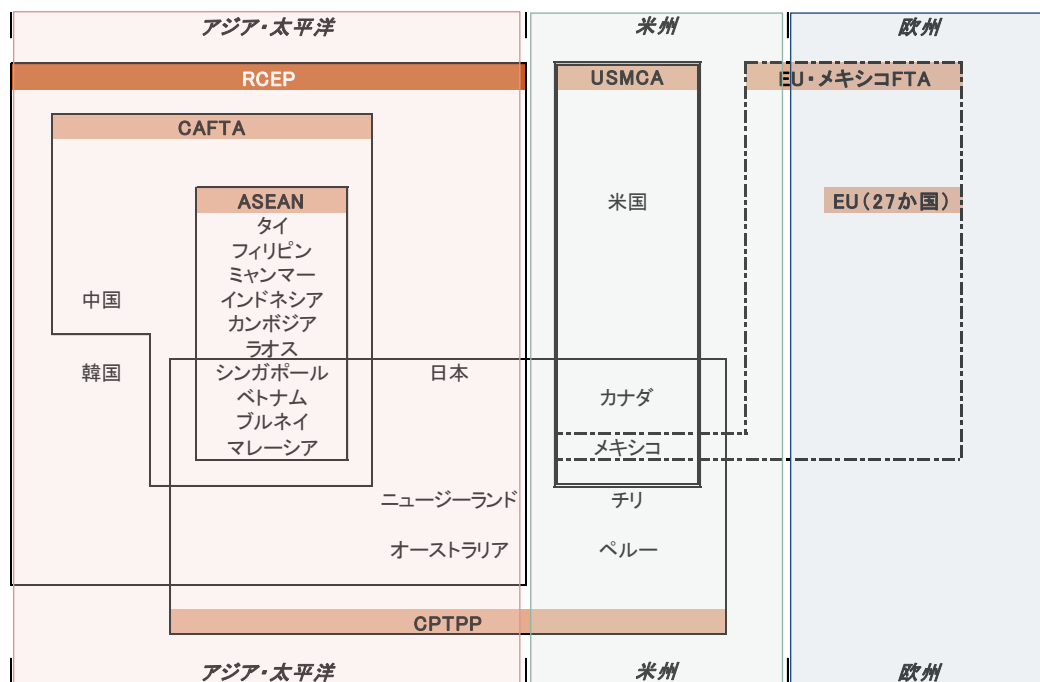 アジア・太平洋 米州 欧州
RCEP USMCA EU・メキシコFTA
CAFTA
ASEAN 米国 EU（27か国）
タイ
フィリピン
ミャンマー
中国 インドネシア
カンボジア
ラオス
韓国 シンガポール 日本
ベトナム カナダ
ブルネイ
マレーシア メキシコ
ニュージーランド チリ
オーストラリア ペルー
CPTPP
アジア・太平洋 米州 欧州